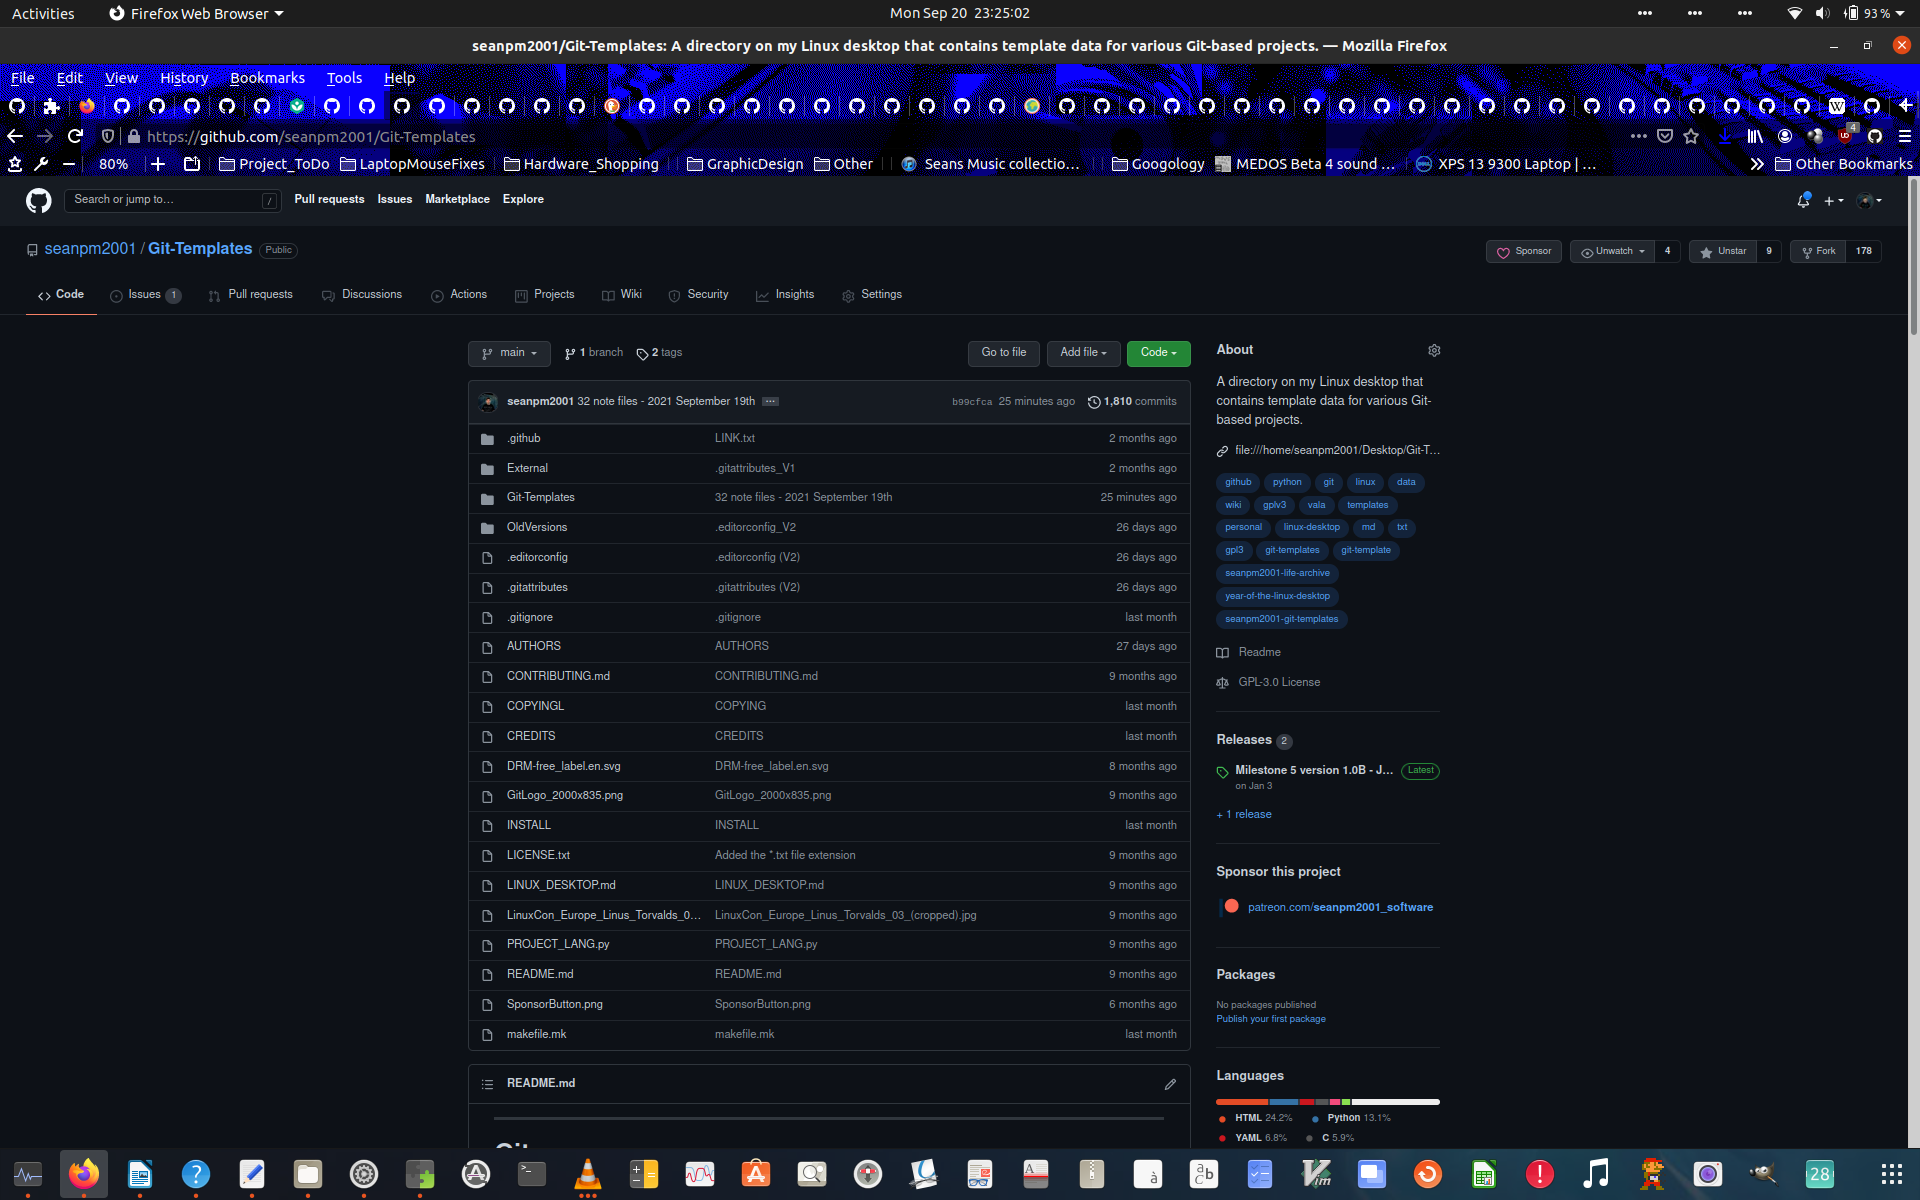 Activities Firefox Web Browser Mon Sep 20 23:25:02 93 %
seanpm2001/Git-Templates: A directory on my Linux desktop that contains template data for various Git-based projects. — Mozilla Firefox
File Edit View History Bookmarks Tools Help
https://github.com/seanpm2001/Git-Templates 4
80% Project_ToDo LaptopMouseFixes Hardware_Shopping GraphicDesign Other Seans Music collectio… Googology MEDOS Beta 4 sound … XPS 13 9300 Laptop | … Other Bookmarks
Search or jump to… / Pull requests Issues Marketplace Explore
seanpm2001 / Git-Templates Public Sponsor Unwatch 4 Unstar 9 Fork 178
Code Issues 1 Pull requests Discussions Actions Projects Wiki Security Insights Settings
main 1 branch 2 tags Go to file Add file Code
seanpm2001 32 note files - 2021 September 19th b99cfca 25 minutes ago 1,810 commits
.github LINK.txt 2 months ago
External .gitattributes_V1 2 months ago
Git-Templates 32 note files - 2021 September 19th 25 minutes ago
OldVersions .editorconfig_V2 26 days ago
.editorconfig .editorconfig (V2) 26 days ago
.gitattributes .gitattributes (V2) 26 days ago
.gitignore .gitignore last month
AUTHORS AUTHORS 27 days ago
CONTRIBUTING.md CONTRIBUTING.md 9 months ago
COPYINGL COPYING last month
CREDITS CREDITS last month
DRM-free_label.en.svg DRM-free_label.en.svg 8 months ago
GitLogo_2000x835.png GitLogo_2000x835.png 9 months ago
INSTALL INSTALL last month
LICENSE.txt Added the *.txt file extension 9 months ago
LINUX_DESKTOP.md LINUX_DESKTOP.md 9 months ago
LinuxCon_Europe_Linus_Torvalds_0… LinuxCon_Europe_Linus_Torvalds_03_(cropped).jpg 9 months ago
PROJECT_LANG.py PROJECT_LANG.py 9 months ago
README.md README.md 9 months ago
SponsorButton.png SponsorButton.png 6 months ago
makefile.mk makefile.mk last month
README.md
About
A directory on my Linux desktop that
contains template data for various Git-
based projects.
file:///home/seanpm2001/Desktop/Git-T…
github python git linux data
wiki gplv3 vala templates
personal linux-desktop md txt
gpl3 git-templates git-template
seanpm2001-life-archive
year-of-the-linux-desktop
seanpm2001-git-templates
Readme
GPL-3.0 License
Releases 2
Milestone 5 version 1.0B - J… Latest
on Jan 3
+ 1 release
Sponsor this project
patreon.com/seanpm2001_software
Packages
No packages published
Publish your first package
Languages
HTML 24.2% Python 13.1%
YAML 6.8% C 5.9%
28